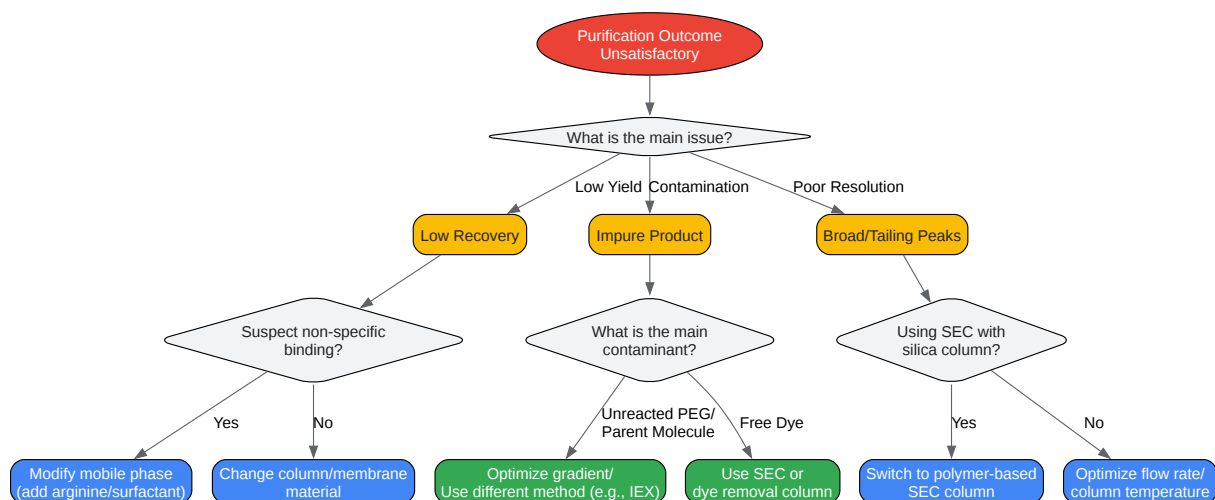 Purification Outcome
Unsatisfactory
What is the main issue?
Low Yield
Contamination
Poor Resolution
Low Recovery
Impure Product
Broad/Tailing Peaks
Suspect non-specific
binding?
What is the main
contaminant?
Using SEC with
silica column?
Yes
No
Unreacted PEG/
Parent Molecule
Free Dye
Yes
No
Modify mobile phase
(add arginine/surfactant)
Change column/membrane
material
Optimize gradient/
Use different method (e.g., IEX)
Use SEC or
dye removal column
Switch to polymer-based
SEC column
Optimize flow rate/
column temperature